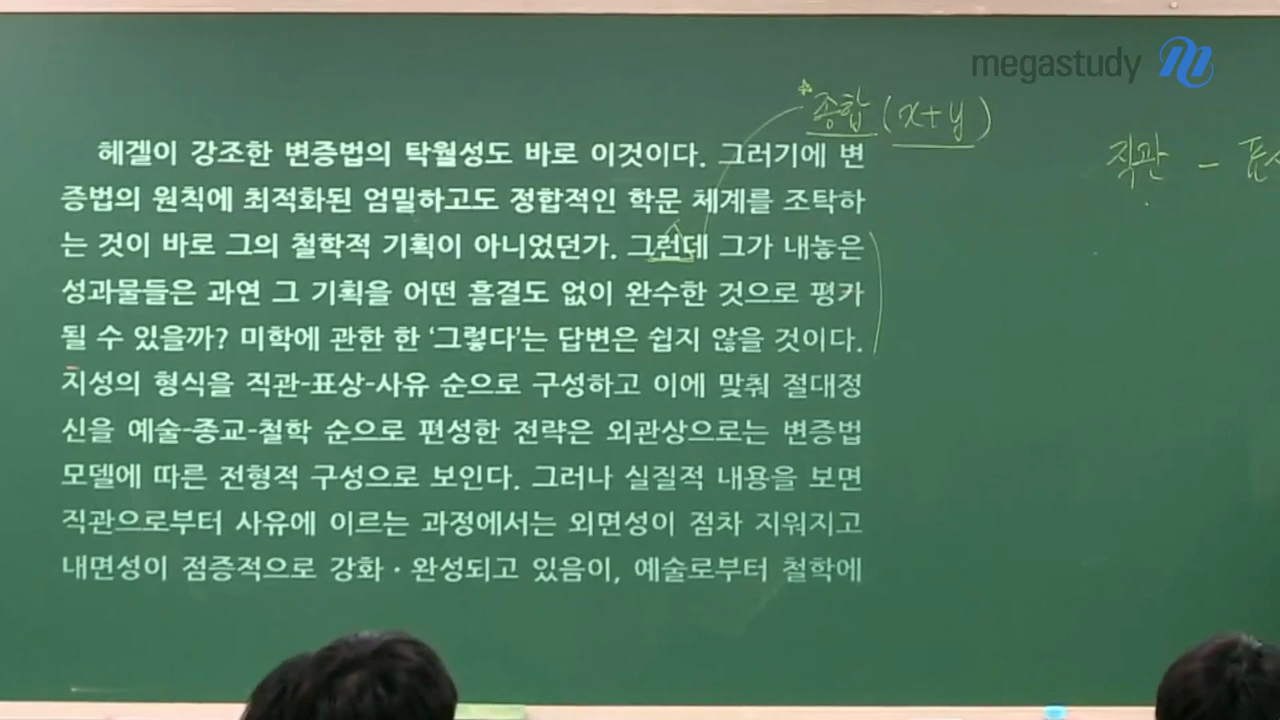 megastudy
종합 (x+y)
직관 -
헤겔이 강조한 변증법의 탁월성도 바로 이것이다. 그러기에 변
증법의 원칙에 최적화된 엄밀하고도 정합적인 학문 체계를 조탁하
는 것이 바로 그의 철학적 기획이 아니었던가. 그런데 그가 내놓은
성과물들은 과연 그 기획을 어떤 흠결도 없이 완수한 것으로 평가
될 수 있을까? 미학에 관한 한 ‘그렇다’는 답변은 쉽지 않을 것이다.
지성의 형식을 직관-표상-사유 순으로 구성하고 이에 맞춰 절대정
신을 예술-종교-철학 순으로 편성한 전략은 외관상으로는 변증법
모델에 따른 전형적 구성으로 보인다. 그러나 실질적 내용을 보면
직관으로부터 사유에 이르는 과정에서는 외면성이 점차 지워지고
내면성이 점증적으로 강화·완성되고 있음이, 예술로부터 철학에